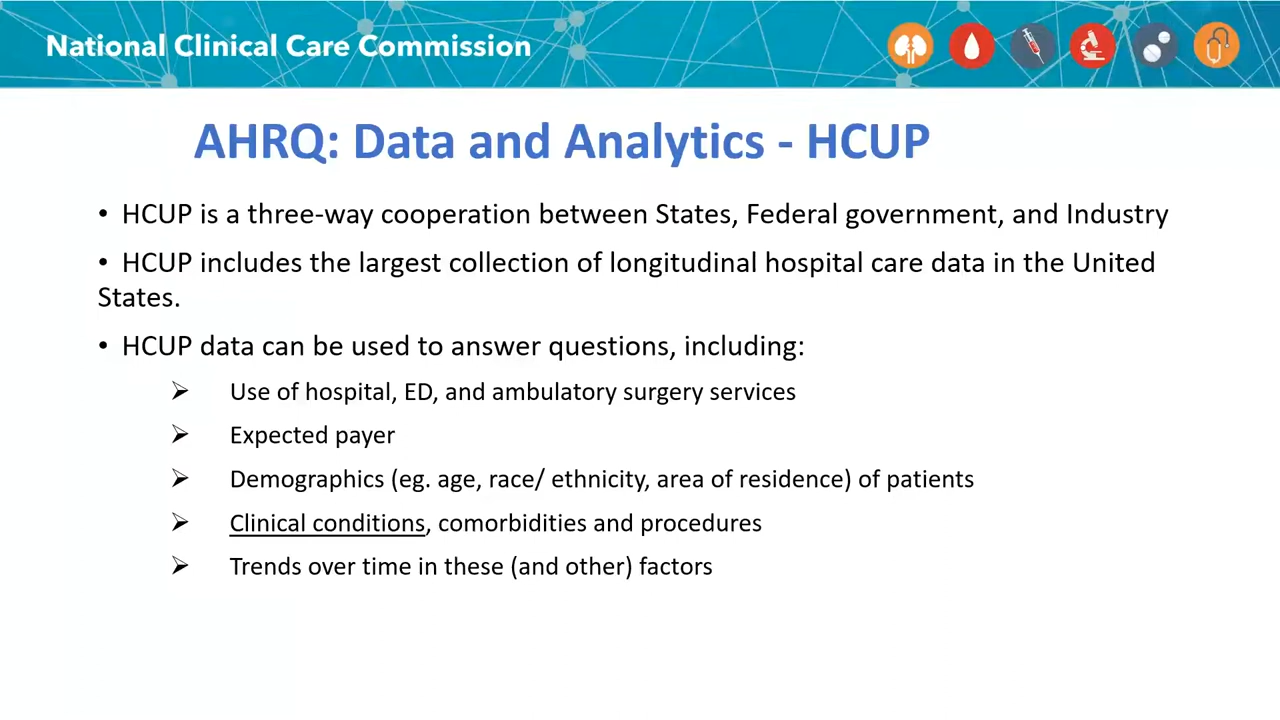 National Clinical Care Commission
AHRQ: Data and Analytics - HCUP
• HCUP is a three-way cooperation between States, Federal government, and Industry
• HCUP includes the largest collection of longitudinal hospital care data in the United
States.
• HCUP data can be used to answer questions, including:
➢ Use of hospital, ED, and ambulatory surgery services
➢ Expected payer
➢ Demographics (eg. age, race/ ethnicity, area of residence) of patients
➢ Clinical conditions, comorbidities and procedures
➢ Trends over time in these (and other) factors